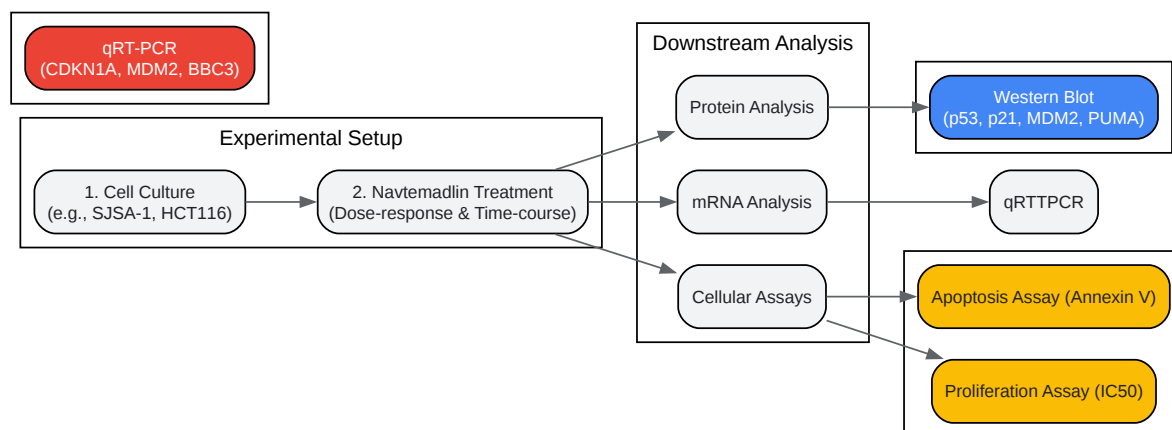 qRT-PCR
(CDKN1A, MDM2, BBC3)
Experimental Setup
1. Cell Culture
(e.g., SJSA-1, HCT116)
2. Navtemadlin Treatment
(Dose-response & Time-course)
Downstream Analysis
Protein Analysis
mRNA Analysis
Cellular Assays
Western Blot
(p53, p21, MDM2, PUMA)
qRTTPCR
Apoptosis Assay (Annexin V)
Proliferation Assay (IC50)